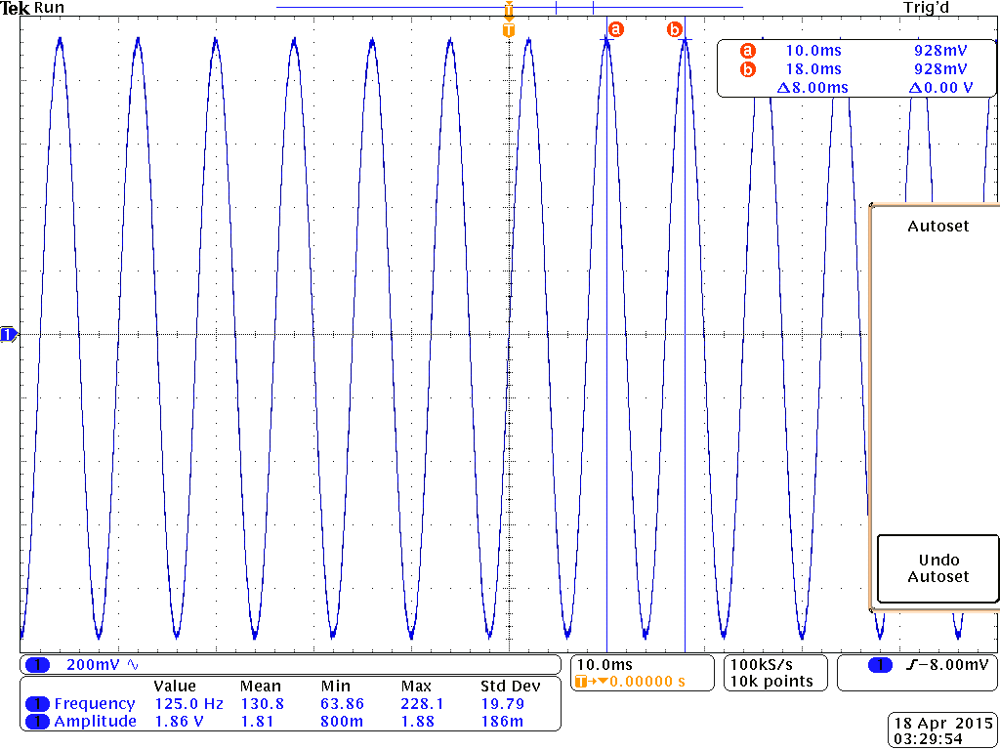 Tek Run Trig'd
T
T a b
a 10.0ms 928mV
b 18.0ms 928mV
Δ8.00ms Δ0.00 V
Autoset
1
Undo
Autoset
1 200mV ∿
10.0ms
T→▼0.00000 s
100kS/s
10k points
1 ʃ−8.00mV
Value Mean Min Max Std Dev
1 Frequency 125.0 Hz 130.8 63.86 228.1 19.79
1 Amplitude 1.86 V 1.81 800m 1.88 186m
18 Apr 2015
03:29:54